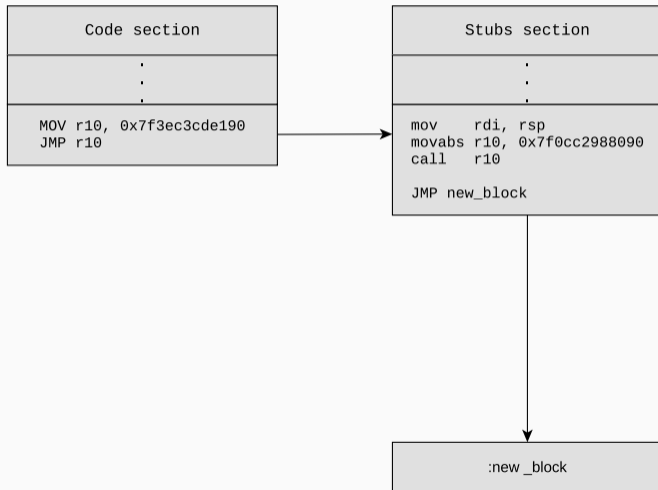 Code section
.
.
.
MOV r10, 0x7f3ec3cde190
JMP r10
Stubs section
.
.
.
mov    rdi, rsp
movabs r10, 0x7f0cc2988090
call   r10
JMP new_block
:new _block